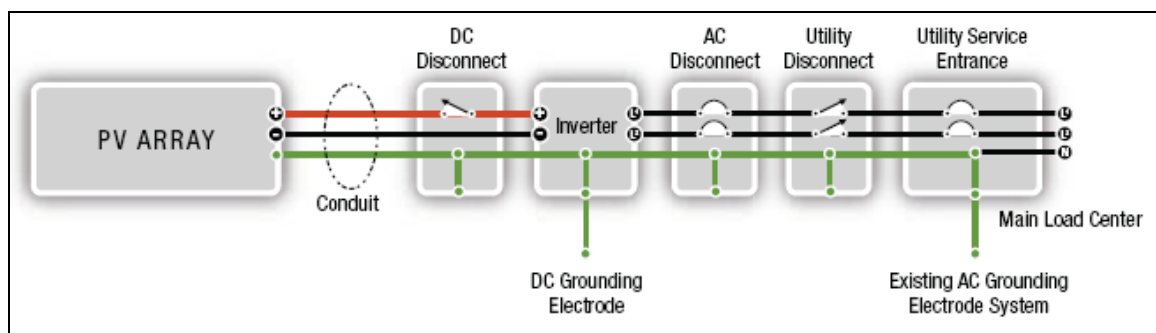 DC
Disconnect
AC
Disconnect
Utility
Disconnect
Utility Service
Entrance
PV ARRAY
+
−
Conduit
+
−
Inverter
L
L
L
L
N
Main Load Center
DC Grounding
Electrode
Existing AC Grounding
Electrode System